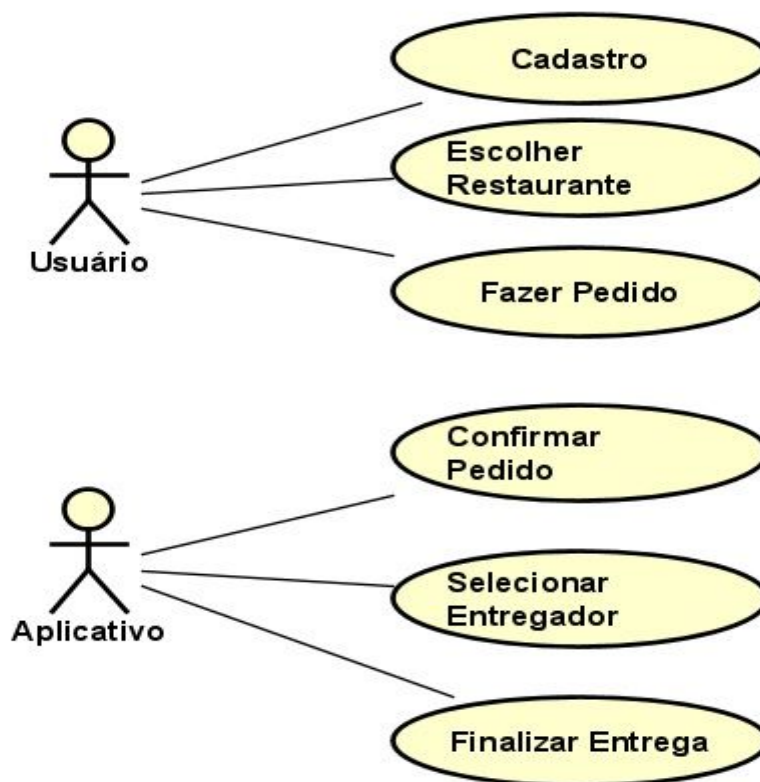 Cadastro
Escolher
Restaurante
Usuário
Fazer Pedido
Confirmar
Pedido
Selecionar
Entregador
Aplicativo
Finalizar Entrega